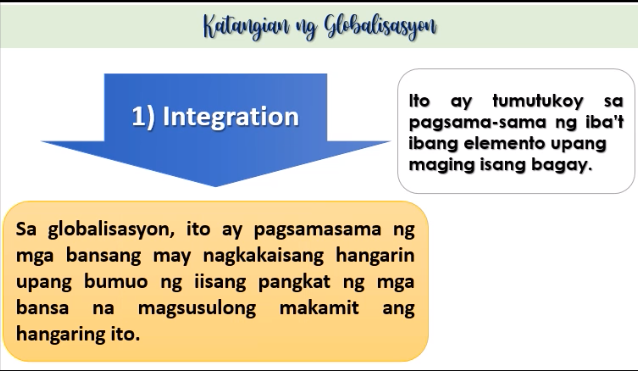 Katangian ng Globalisasyon
1) Integration
Ito ay tumutukoy sa
pagsama-sama ng iba't
ibang elemento upang
maging isang bagay.
Sa globalisasyon, ito ay pagsamasama ng
mga bansang may nagkakaisang hangarin
upang bumuo ng iisang pangkat ng mga
bansa na magsusulong makamit ang
hangaring ito.